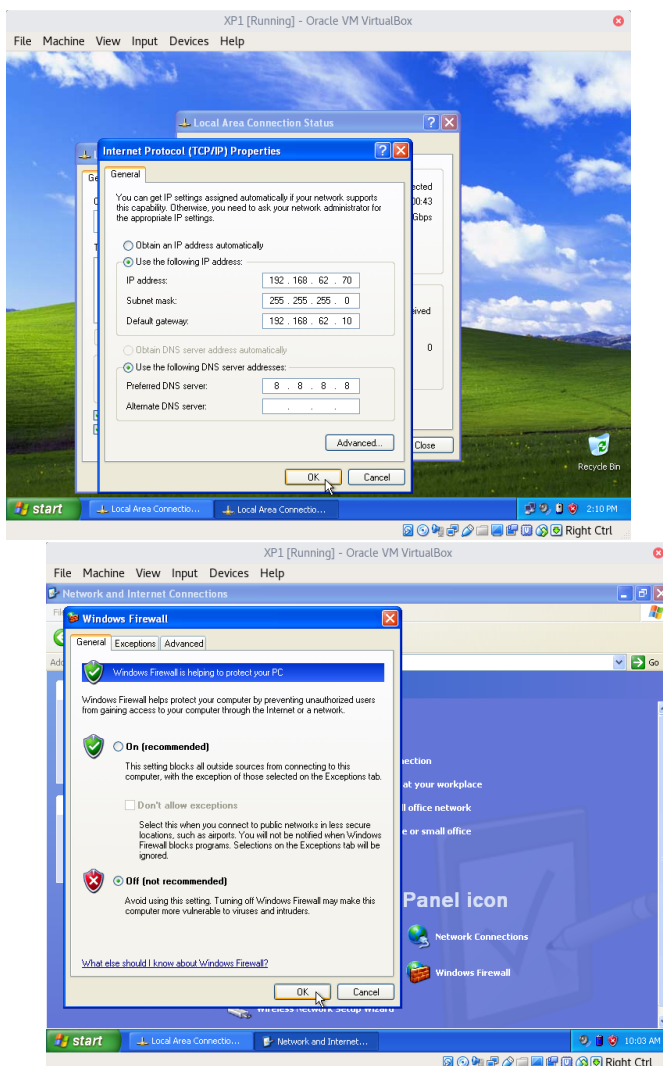 XP1 [Running] - Oracle VM VirtualBox
File Machine View Input Devices Help
Local Area Connection Status
Internet Protocol (TCP/IP) Properties
General
You can get IP settings assigned automatically if your network supports
this capability. Otherwise, you need to ask your network administrator for
the appropriate IP settings.
Obtain an IP address automatically
Use the following IP address:
IP address: 192 . 168 . 62 . 70
Subnet mask: 255 . 255 . 255 . 0
Default gateway: 192 . 168 . 62 . 10
Obtain DNS server address automatically
Use the following DNS server addresses:
Preferred DNS server: 8 . 8 . 8 . 8
Alternate DNS server: . . .
Advanced...
OK Cancel
Ge
ected
00:43
Gbps
eived
0
Close
Recycle Bin
start Local Area Connectio... Local Area Connectio... 2:10 PM
Right Ctrl
XP1 [Running] - Oracle VM VirtualBox
File Machine View Input Devices Help
Network and Internet Connections
Windows Firewall
General Exceptions Advanced
Windows Firewall is helping to protect your PC
Windows Firewall helps protect your computer by preventing unauthorized users
from gaining access to your computer through the Internet or a network.
On (recommended)
This setting blocks all outside sources from connecting to this
computer, with the exception of those selected on the Exceptions tab.
Don't allow exceptions
Select this when you connect to public networks in less secure
locations, such as airports. You will not be notified when Windows
Firewall blocks programs. Selections on the Exceptions tab will be
ignored.
Off (not recommended)
Avoid using this setting. Turning off Windows Firewall may make this
computer more vulnerable to viruses and intruders.
What else should I know about Windows Firewall?
OK Cancel
Go
nection
at your workplace
ll office network
e or small office
Panel icon
Network Connections
Windows Firewall
Wireless Network Setup Wizard
start Local Area Connectio... Network and Internet... 10:03 AM
Right Ctrl